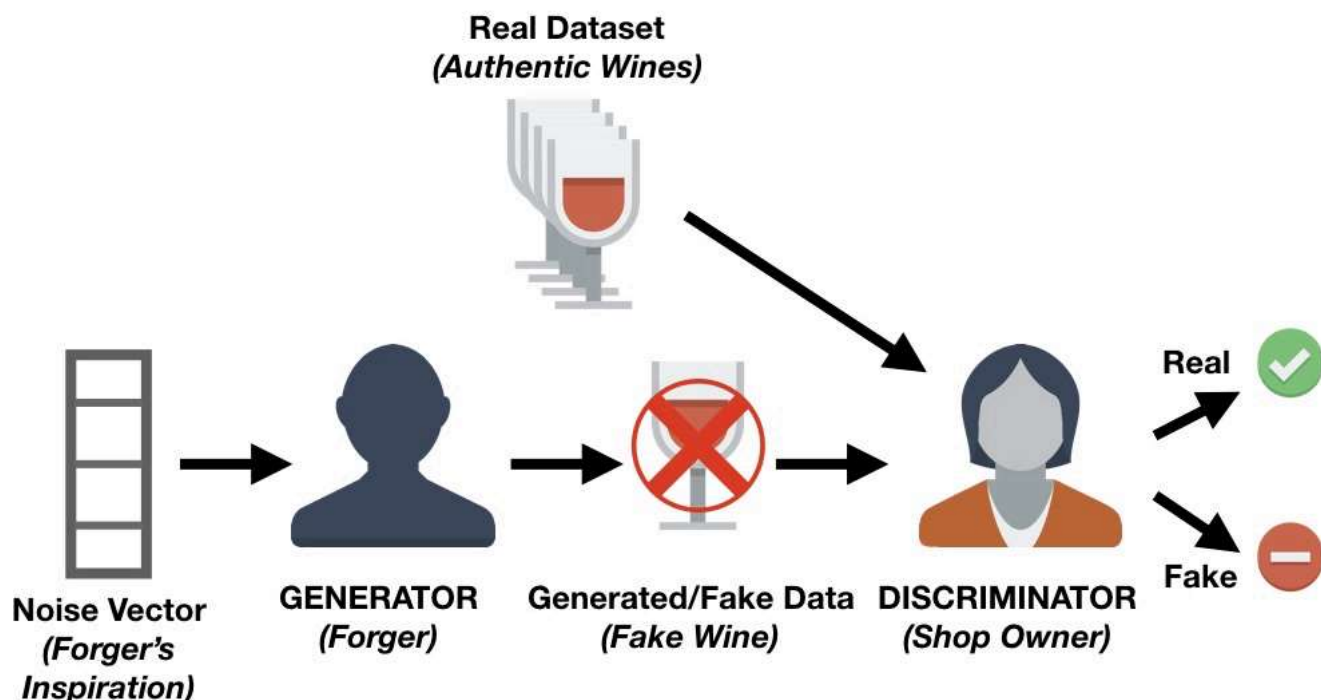 Real Dataset
(Authentic Wines)
Real
Fake
Noise Vector
(Forger's
Inspiration)
GENERATOR
(Forger)
Generated/Fake Data
(Fake Wine)
DISCRIMINATOR
(Shop Owner)